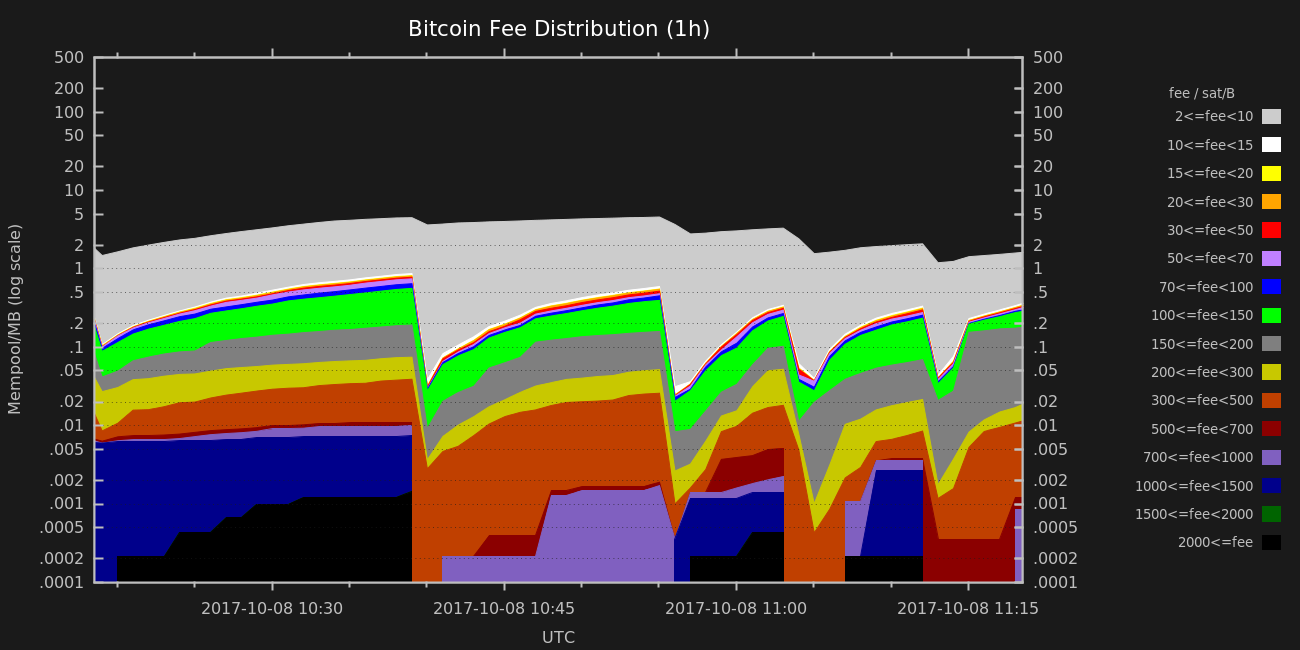 Bitcoin Fee Distribution (1h)
Mempool/MB (log scale)
500
200
100
50
20
10
5
2
1
.5
.2
.1
.05
.02
.01
.005
.002
.001
.0005
.0002
.0001
500
200
100
50
20
10
5
2
1
.5
.2
.1
.05
.02
.01
.005
.002
.001
.0005
.0002
.0001
2017-10-08 10:30
2017-10-08 10:45
2017-10-08 11:00
2017-10-08 11:15
UTC
fee / sat/B
2<=fee<10
10<=fee<15
15<=fee<20
20<=fee<30
30<=fee<50
50<=fee<70
70<=fee<100
100<=fee<150
150<=fee<200
200<=fee<300
300<=fee<500
500<=fee<700
700<=fee<1000
1000<=fee<1500
1500<=fee<2000
2000<=fee